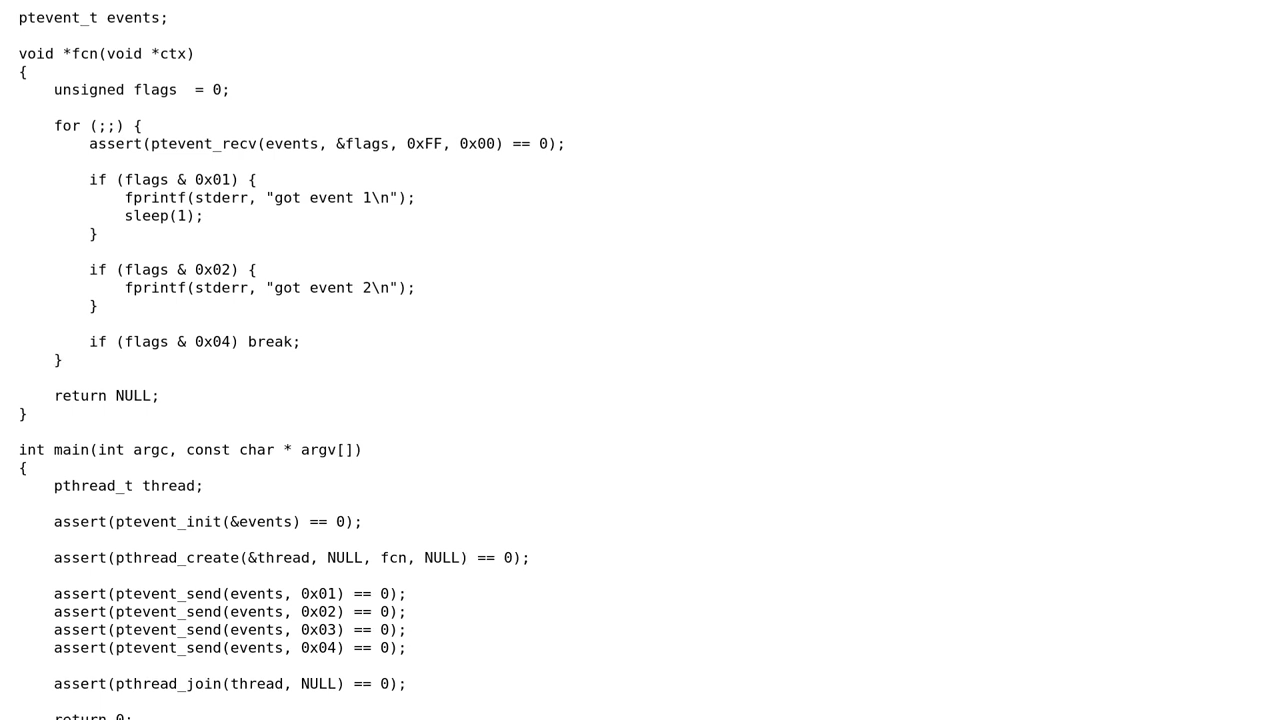 ptevent_t events;

void *fcn(void *ctx)
{
    unsigned flags  = 0;

    for (;;) {
        assert(ptevent_recv(events, &flags, 0xFF, 0x00) == 0);

        if (flags & 0x01) {
            fprintf(stderr, "got event 1\n");
            sleep(1);
        }

        if (flags & 0x02) {
            fprintf(stderr, "got event 2\n");
        }

        if (flags & 0x04) break;
    }

    return NULL;
}

int main(int argc, const char * argv[])
{
    pthread_t thread;

    assert(ptevent_init(&events) == 0);

    assert(pthread_create(&thread, NULL, fcn, NULL) == 0);

    assert(ptevent_send(events, 0x01) == 0);
    assert(ptevent_send(events, 0x02) == 0);
    assert(ptevent_send(events, 0x03) == 0);
    assert(ptevent_send(events, 0x04) == 0);

    assert(pthread_join(thread, NULL) == 0);

    return 0;